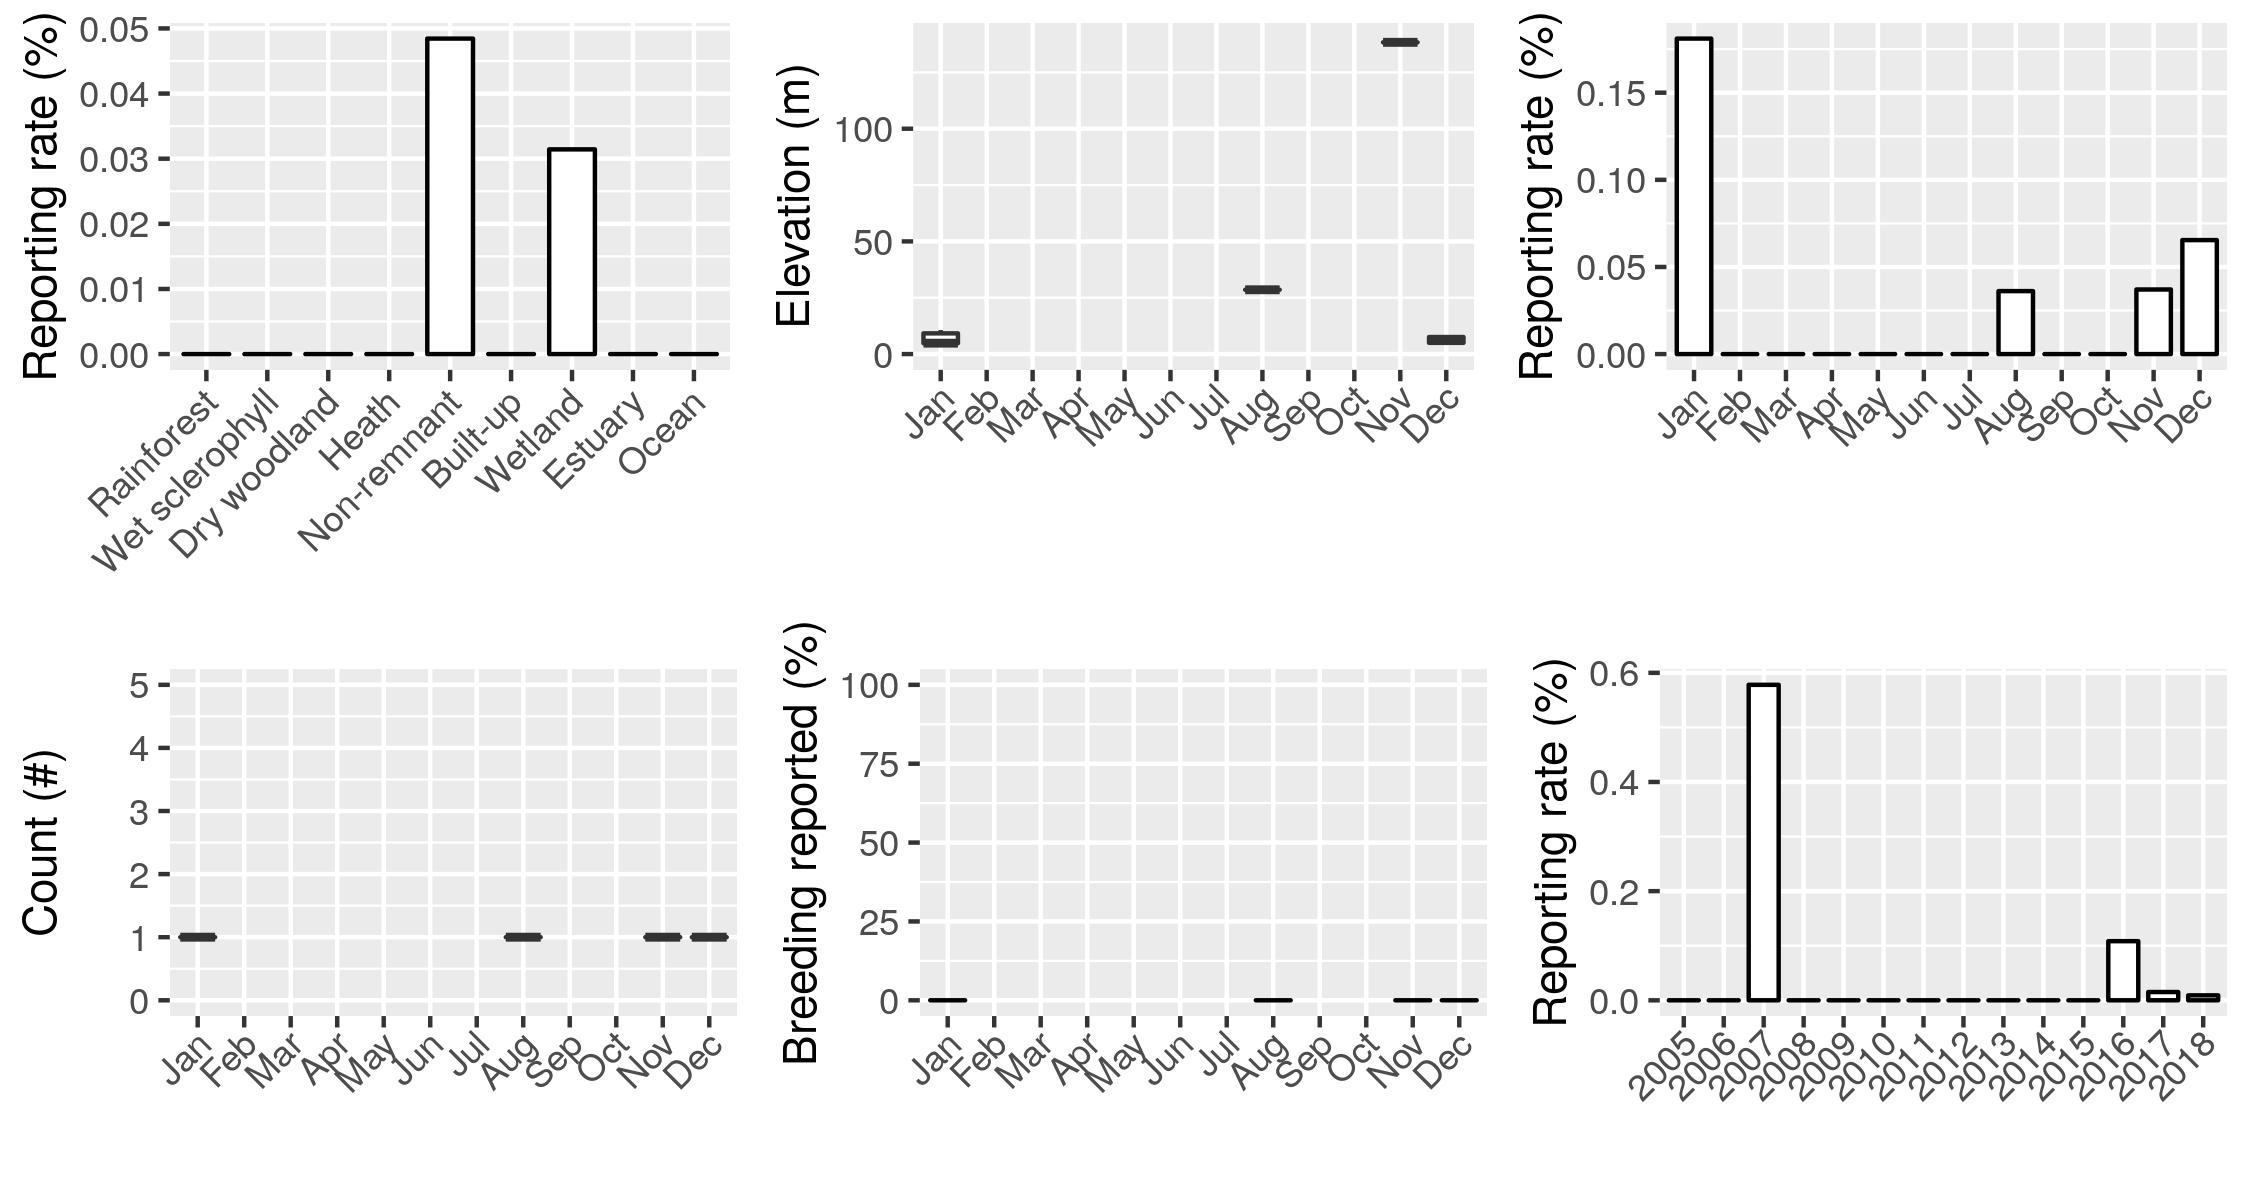 Reporting rate (%)
0.05
0.04
0.03
0.02
0.01
0.00
Rainforest
Wet sclerophyll
Dry woodland
Heath
Non-remnant
Built-up
Wetland
Estuary
Ocean
Elevation (m)
100
50
0
Jan
Feb
Mar
Apr
May
Jun
Jul
Aug
Sep
Oct
Nov
Dec
Reporting rate (%)
0.15
0.10
0.05
0.00
Jan
Feb
Mar
Apr
May
Jun
Jul
Aug
Sep
Oct
Nov
Dec
Count (#)
5
4
3
2
1
0
Jan
Feb
Mar
Apr
May
Jun
Jul
Aug
Sep
Oct
Nov
Dec
Breeding reported (%)
100
75
50
25
0
Jan
Feb
Mar
Apr
May
Jun
Jul
Aug
Sep
Oct
Nov
Dec
Reporting rate (%)
0.6
0.4
0.2
0.0
2005
2006
2007
2008
2009
2010
2011
2012
2013
2014
2015
2016
2017
2018